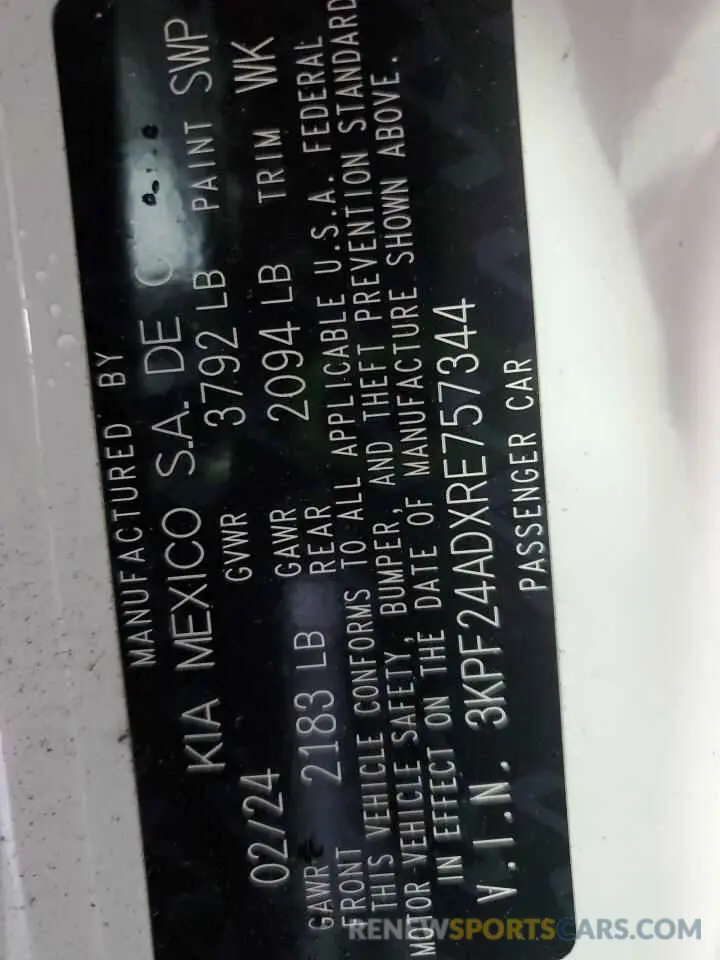 MANUFACTURED BY
KIA MEXICO S.A. DE C
02/24 GVWR 3792 LB PAINT SWP
GAWR FRONT 2183 LB GAWR REAR 2094 LB TRIM WK
THIS VEHICLE CONFORMS TO ALL APPLICABLE U.S.A. FEDERAL
MOTOR VEHICLE SAFETY, BUMPER, AND THEFT PREVENTION STANDARD
IN EFFECT ON THE DATE OF MANUFACTURE SHOWN ABOVE.
V.I.N. 3KPF24ADXRE757344
PASSENGER CAR
RENEWSPORTSCARS.COM